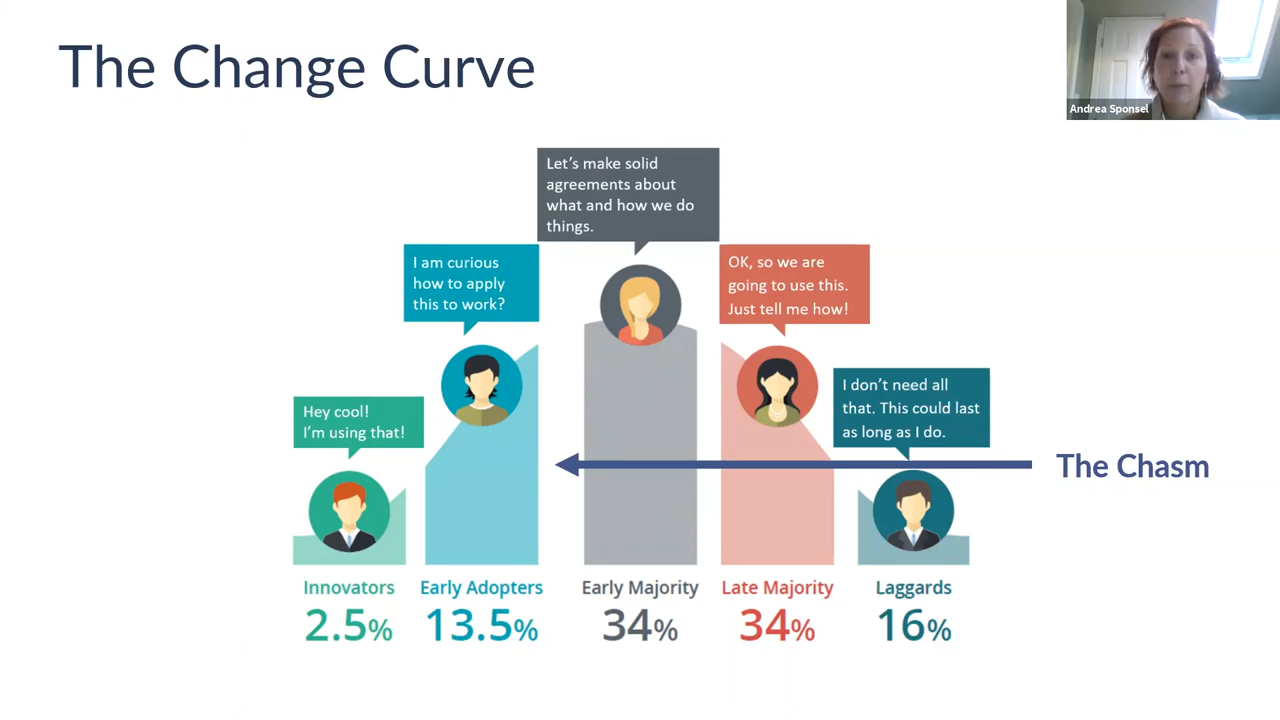 The Change Curve
Andrea Sponsel
Let's make solid
agreements about
what and how we do
things.
I am curious
how to apply
this to work?
OK, so we are
going to use this.
Just tell me how!
Hey cool!
I'm using that!
I don't need all
that. This could last
as long as I do.
The Chasm
Innovators
2.5%
Early Adopters
13.5%
Early Majority
34%
Late Majority
34%
Laggards
16%